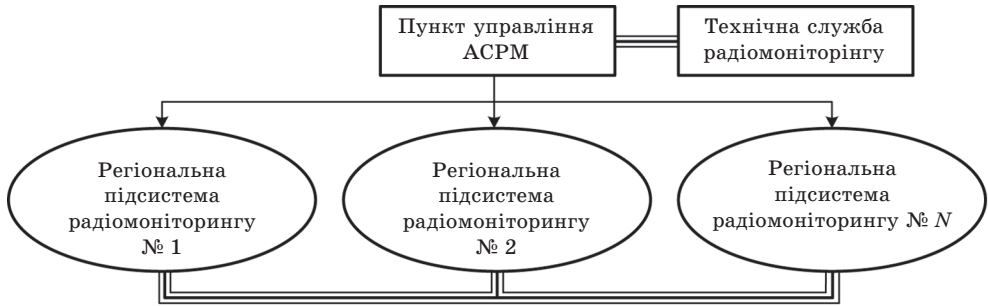 Пункт управління
АСРМ
Технічна служба
радіомоніторінгу
Регіональна
підсистема
радіомоніторингу
№ 1
Регіональна
підсистема
радіомоніторингу
№ 2
Регіональна
підсистема
радіомоніторингу № N